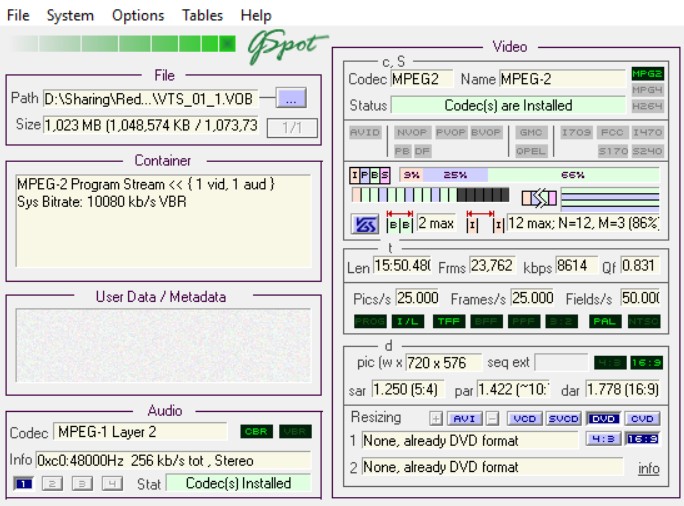 File System Options Tables Help
GSpot
File
Path D:\Sharing\Red...\VTS_01_1.VOB ...
Size 1,023 MB (1,048,574 KB / 1,073,73 1/1
Container
MPEG-2 Program Stream << { 1 vid, 1 aud }
Sys Bitrate: 10080 kb/s VBR
User Data / Metadata
Audio
Codec MPEG-1 Layer 2 CBR VBR
Info 0xc0:48000Hz 256 kb/s tot , Stereo
1 2 3 4 Stat Codec(s) Installed
Video
c, S
Codec MPEG2 Name MPEG-2 MPG2
MPG4
Status Codec(s) are Installed H264
AVID NVOP PVOP BVOP GMC I709 FCC I470
PB DF QPEL S170 S240
I P B S 9% 25% 66%
B B 2 max I I 12 max; N=12, M=3 (86%
t
Len 15:50.48( Frms 23,762 kbps 8614 Qf 0.831
Pics/s 25.000 Frames/s 25.000 Fields/s 50.00(
PROG I/L TFF BFF PFF 3:2 PAL NTSC
d
pic (w x 720 x 576 seq ext 4:3 16:9
sar 1.250 (5:4) par 1.422 (~10: dar 1.778 (16:9)
Resizing + AVI − VCD SVCD DVD CVD
1 None, already DVD format 4:3 16:9
2 None, already DVD format info